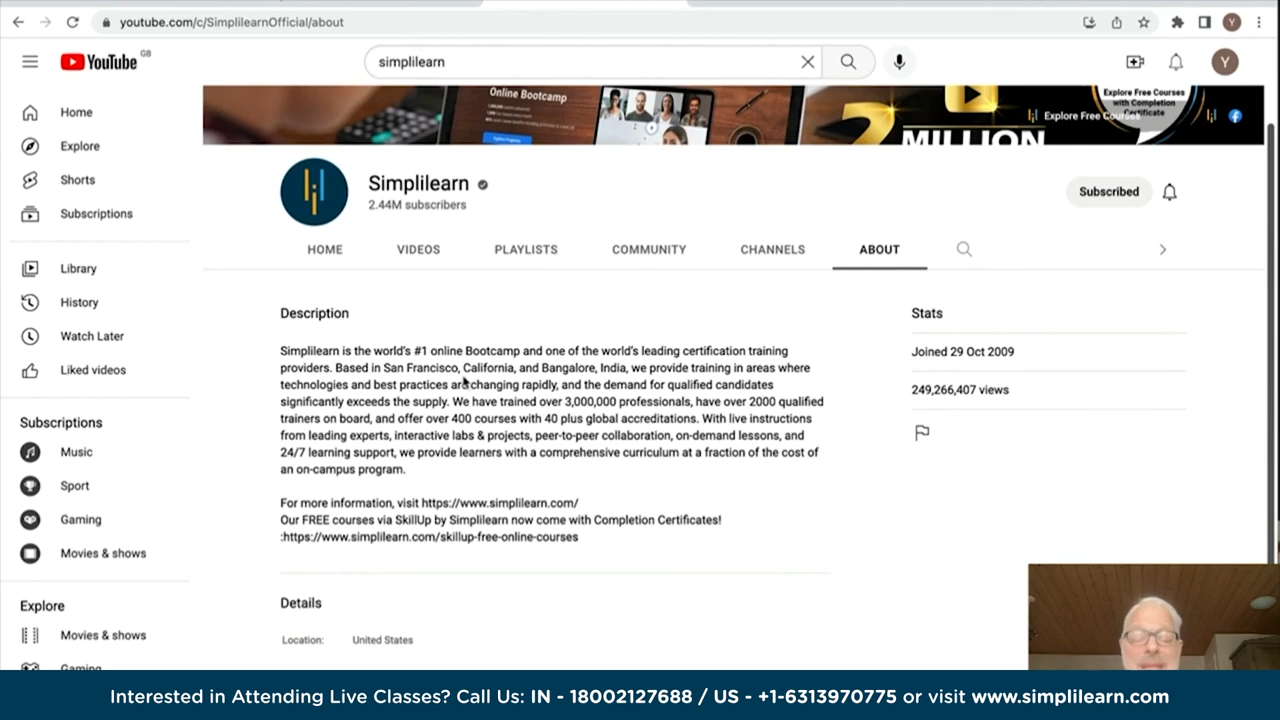 youtube.com/c/SimplilearnOfficial/about
YouTube GB
simplilearn
Y
Online Bootcamp
2 MILLION
Explore Free Courses
with Completion
Certificate
Explore Free Courses
Home
Explore
Shorts
Subscriptions
Library
History
Watch Later
Liked videos
Subscriptions
Music
Sport
Gaming
Movies & shows
Explore
Movies & shows
Gaming
Simplilearn
2.44M subscribers
Subscribed
HOME VIDEOS PLAYLISTS COMMUNITY CHANNELS ABOUT
Description
Simplilearn is the world's #1 online Bootcamp and one of the world's leading certification training
providers. Based in San Francisco, California, and Bangalore, India, we provide training in areas where
technologies and best practices are changing rapidly, and the demand for qualified candidates
significantly exceeds the supply. We have trained over 3,000,000 professionals, have over 2000 qualified
trainers on board, and offer over 400 courses with 40 plus global accreditations. With live instructions
from leading experts, interactive labs & projects, peer-to-peer collaboration, on-demand lessons, and
24/7 learning support, we provide learners with a comprehensive curriculum at a fraction of the cost of
an on-campus program.
For more information, visit https://www.simplilearn.com/
Our FREE courses via SkillUp by Simplilearn now come with Completion Certificates!
:https://www.simplilearn.com/skillup-free-online-courses
Details
Location: United States
Stats
Joined 29 Oct 2009
249,266,407 views
Interested in Attending Live Classes? Call Us: IN - 18002127688 / US - +1-6313970775 or visit www.simplilearn.com